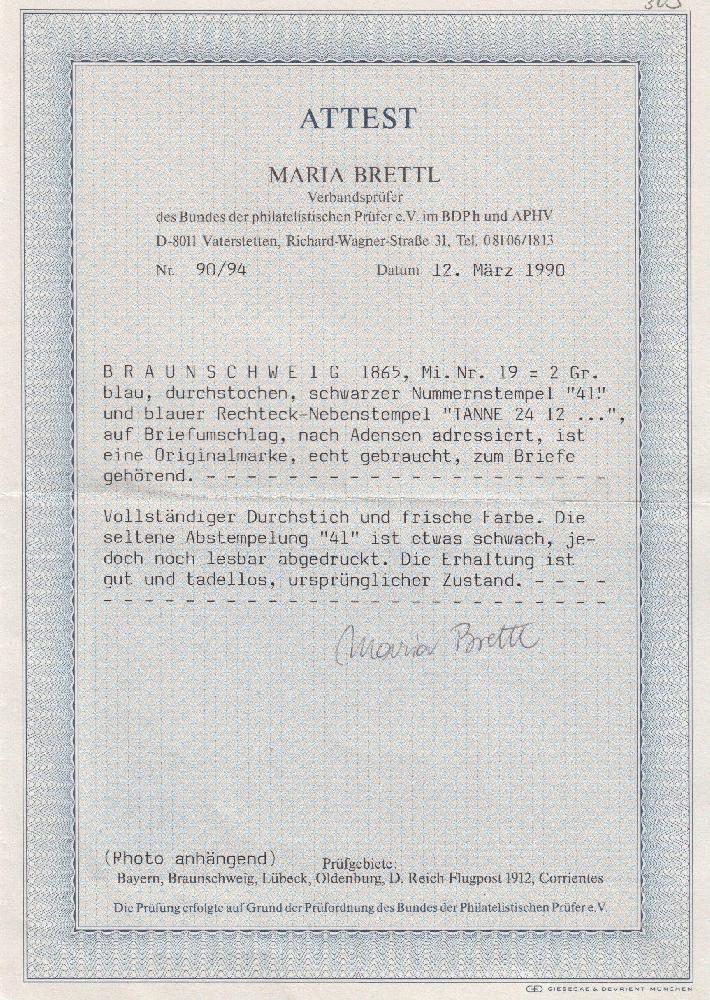 ATTEST
MARIA BRETTL
Verbandsprüfer
des Bundes der philatelistischen Prüfer e.V. im BDPh und APHV
D-8011 Vaterstetten, Richard-Wagner-Straße 31, Tel. 08106/1813
Nr. 90/94 Datum 12. März 1990
B R A U N S C H W E I G 1865, Mi.Nr. 19 = 2 Gr.
blau, durchstochen, schwarzer Nummernstempel "41"
und blauer Rechteck-Nebenstempel "TANNE 24 12 ...",
auf Briefumschlag, nach Adensen adressiert, ist
eine Originalmarke, echt gebraucht, zum Briefe
gehörend. - - - - - - - - - - - - - - - - - - -
Vollständiger Durchstich und frische Farbe. Die
seltene Abstempelung "41" ist etwas schwach, je-
doch noch lesbar abgedruckt. Die Erhaltung ist
gut und tadellos, ursprünglicher Zustand. - - - -
- - - - - - - - - - - - - - - - - - - - - - - - -
Maria Brettl
(Photo anhängend) Prüfgebiete:
Bayern, Braunschweig, Lübeck, Oldenburg, D. Reich Flugpost 1912, Corrientes
Die Prüfung erfolgte auf Grund der Prüfordnung des Bundes der Philatelistischen Prüfer e.V.
GIESECKE & DEVRIENT MÜNCHEN